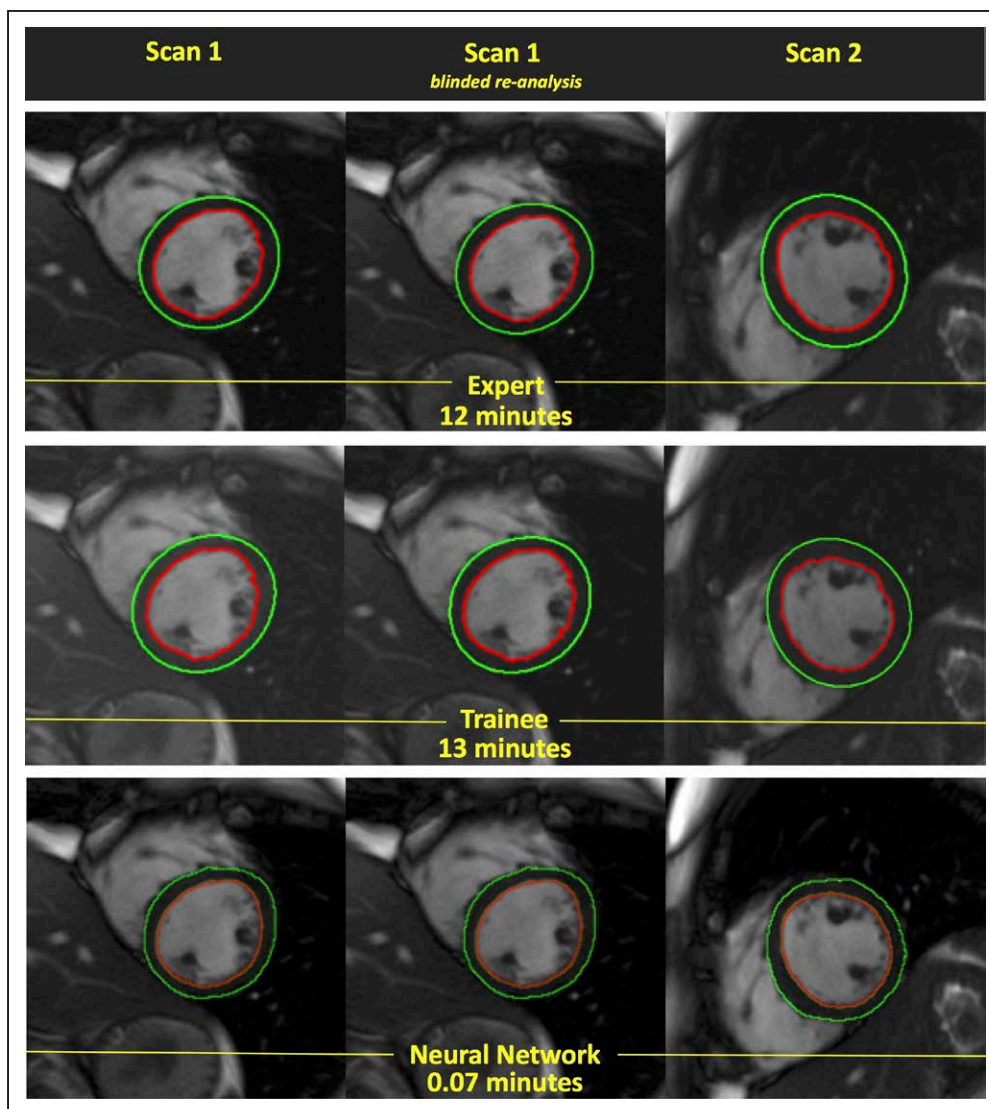 Scan 1
Scan 1
blinded re-analysis
Scan 2
Expert
12 minutes
Trainee
13 minutes
Neural Network
0.07 minutes